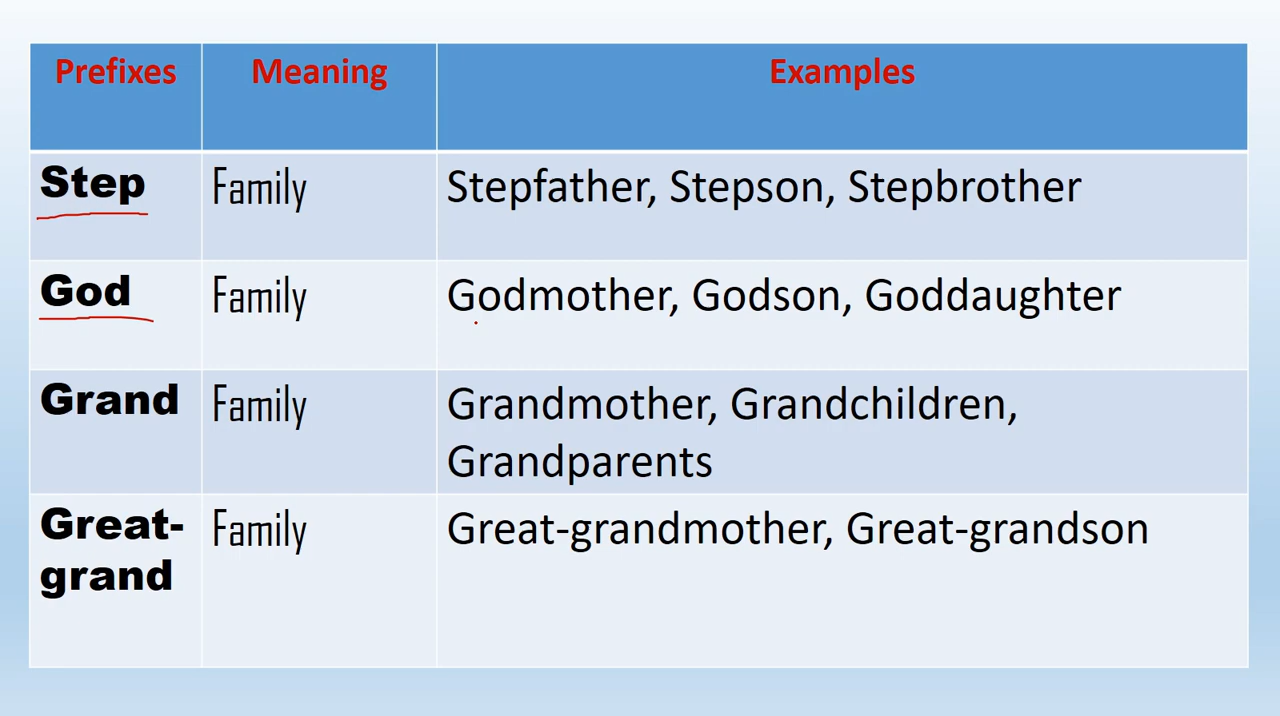 Prefixes Meaning Examples
Step Family Stepfather, Stepson, Stepbrother
God Family Godmother, Godson, Goddaughter
Grand Family Grandmother, Grandchildren,
Grandparents
Great- Family Great-grandmother, Great-grandson
grand